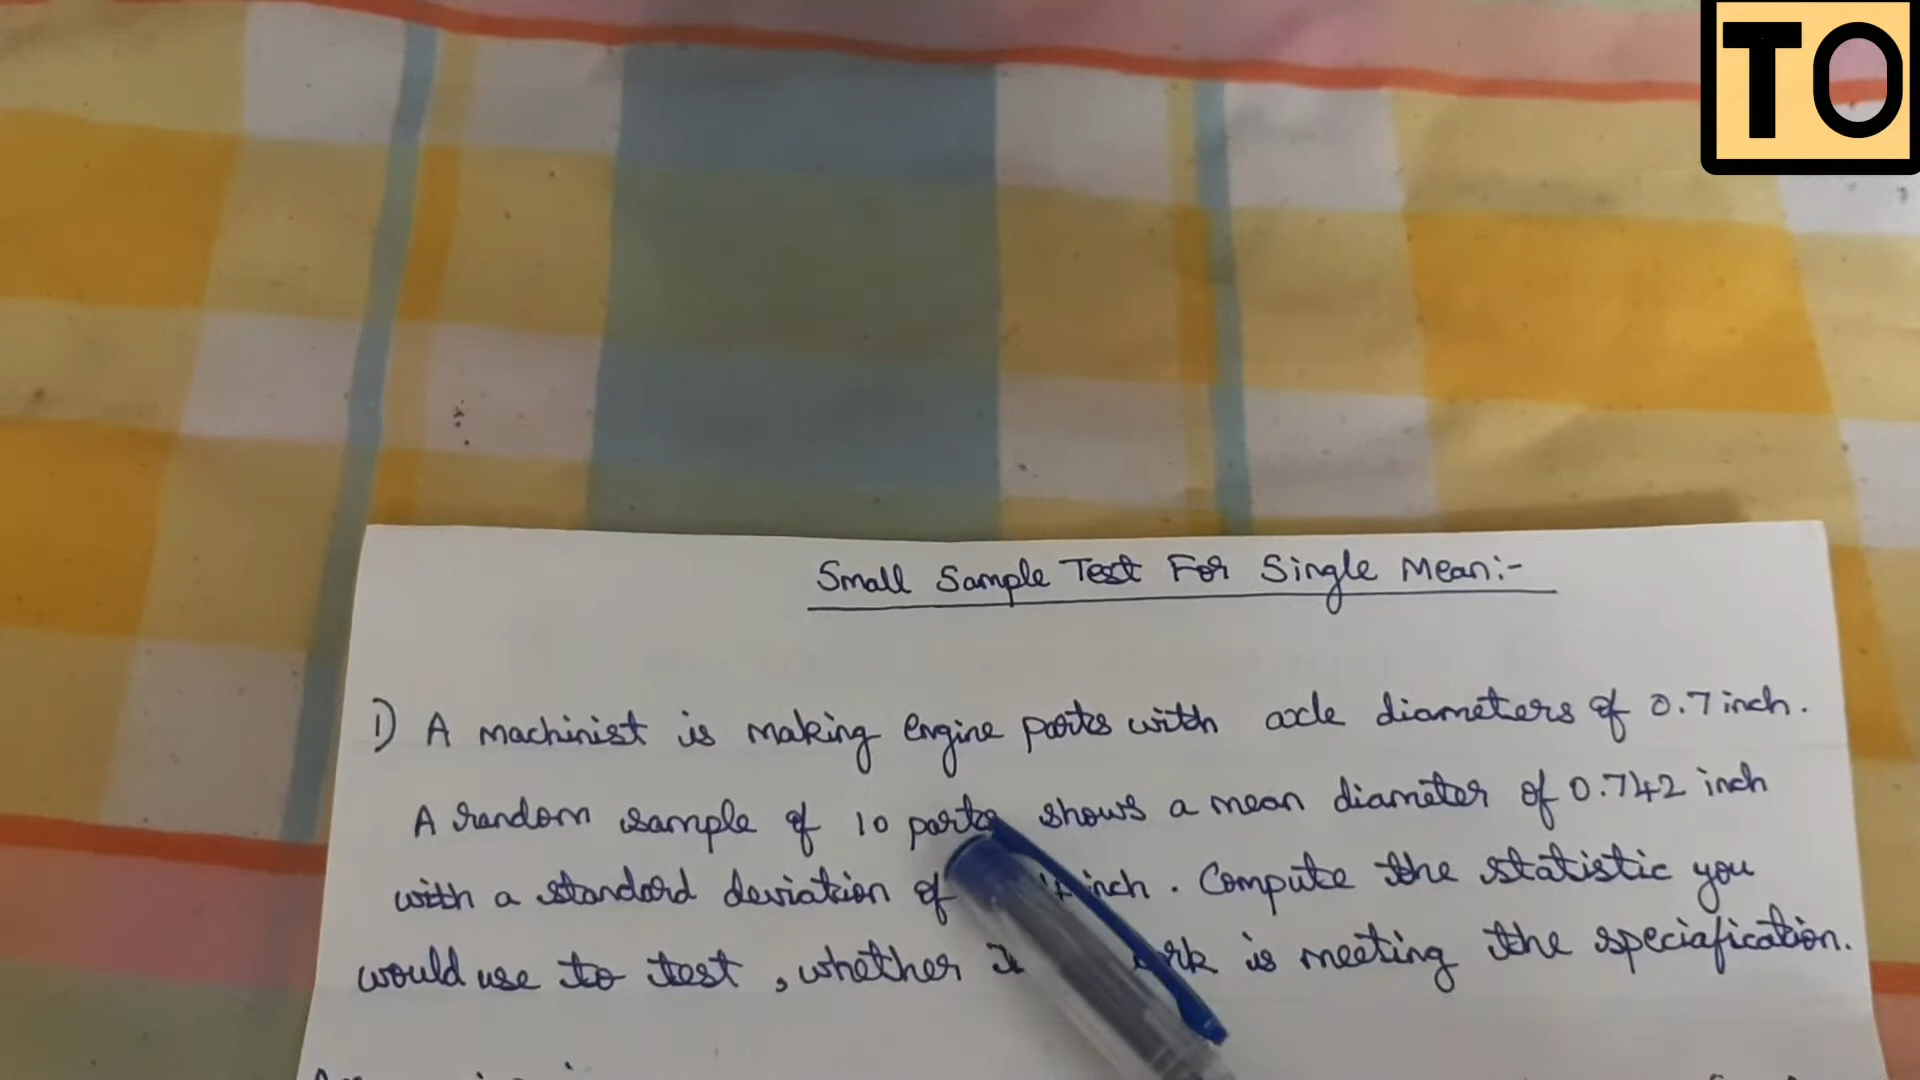 TO
Small Sample Test For Single Mean:-
1) A machinist is making engine parts with axle diameters of 0.7 inch.
A random sample of 10 parts shows a mean diameter of 0.742 inch
with a standard deviation of inch. Compute the statistic you
would use to test, whether is meeting the speciafication.